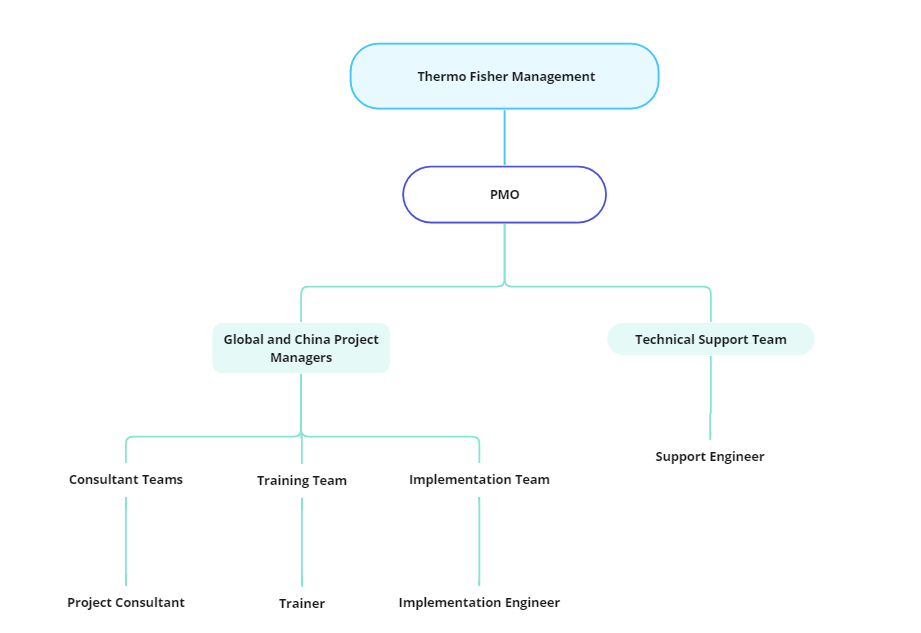 Thermo Fisher Management
PMO
Global and China Project
Managers
Technical Support Team
Support Engineer
Consultant Teams
Training Team
Implementation Team
Project Consultant
Trainer
Implementation Engineer